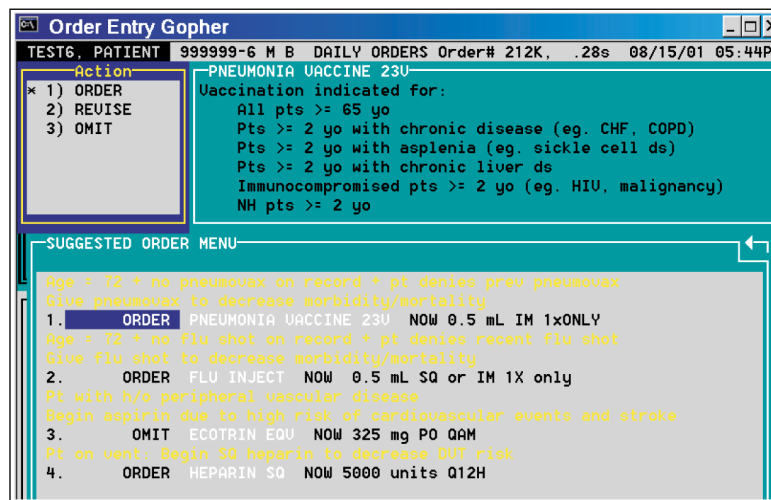 Order Entry Gopher
TEST6, PATIENT 999999-6 M B DAILY ORDERS Order# 212K, .28s 08/15/01 05:44P
Action
* 1) ORDER
2) REVISE
3) OMIT
PNEUMONIA VACCINE 23V
Vaccination indicated for:
All pts >= 65 yo
Pts >= 2 yo with chronic disease (eg. CHF, COPD)
Pts >= 2 yo with asplenia (eg. sickle cell ds)
Pts >= 2 yo with chronic liver ds
Immunocompromised pts >= 2 yo (eg. HIV, malignancy)
NH pts >= 2 yo
SUGGESTED ORDER MENU
Age = 72 + no pneumovax on record + pt denies prev pneumovax
Give pneumovax to decrease morbidity/mortality
1. ORDER PNEUMONIA VACCINE 23V NOW 0.5 mL IM 1xONLY
Age = 72 + no flu shot on record + pt denies recent flu shot
Give flu shot to decrease morbidity/mortality
2. ORDER FLU INJECT NOW 0.5 mL SQ or IM 1X only
Pt with h/o peripheral vascular disease
Begin aspirin due to high risk of cardiovascular events and stroke
3. OMIT ECOTRIN EQV NOW 325 mg PO QAM
Pt on vent: Begin SQ heparin to decrease DVT risk
4. ORDER HEPARIN SQ NOW 5000 units Q12H